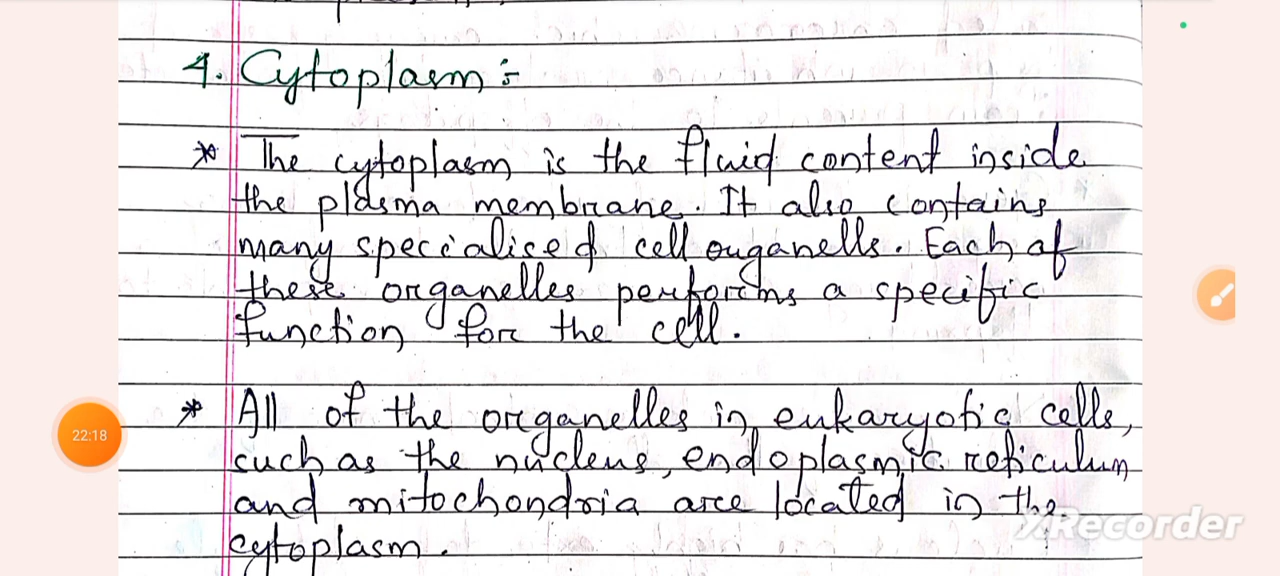 4. Cytoplasm :-
* The cytoplasm is the fluid content inside
the plasma membrane. It also contains
many specialised cell organells. Each of
these organelles performs a specific
function for the cell.
* All of the organelles in eukaryotic cells,
such as the nucleus, endoplasmic reticulum
and mitochondria are located in the
cytoplasm.
22:18
XRecorder